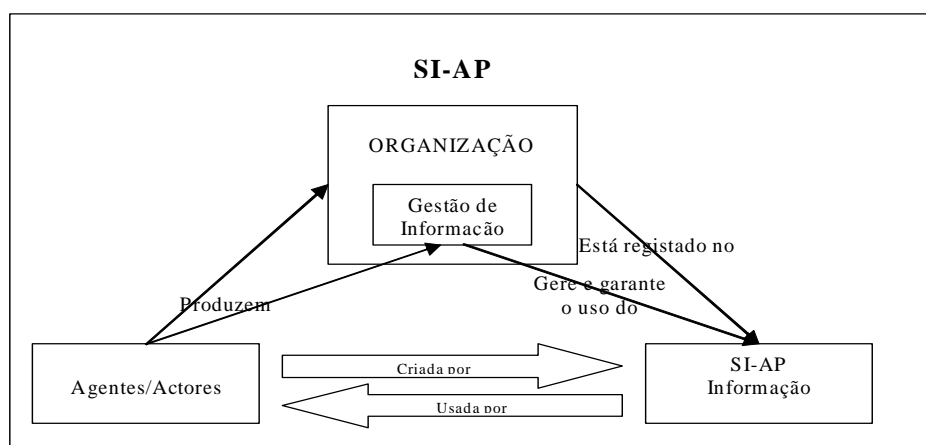 SI-AP
ORGANIZAÇÃO
Gestão de
Informação
Está registado no
Gere e garante
o uso do
Produzem
Agentes/Actores
Criada por
Usada por
SI-AP
Informação